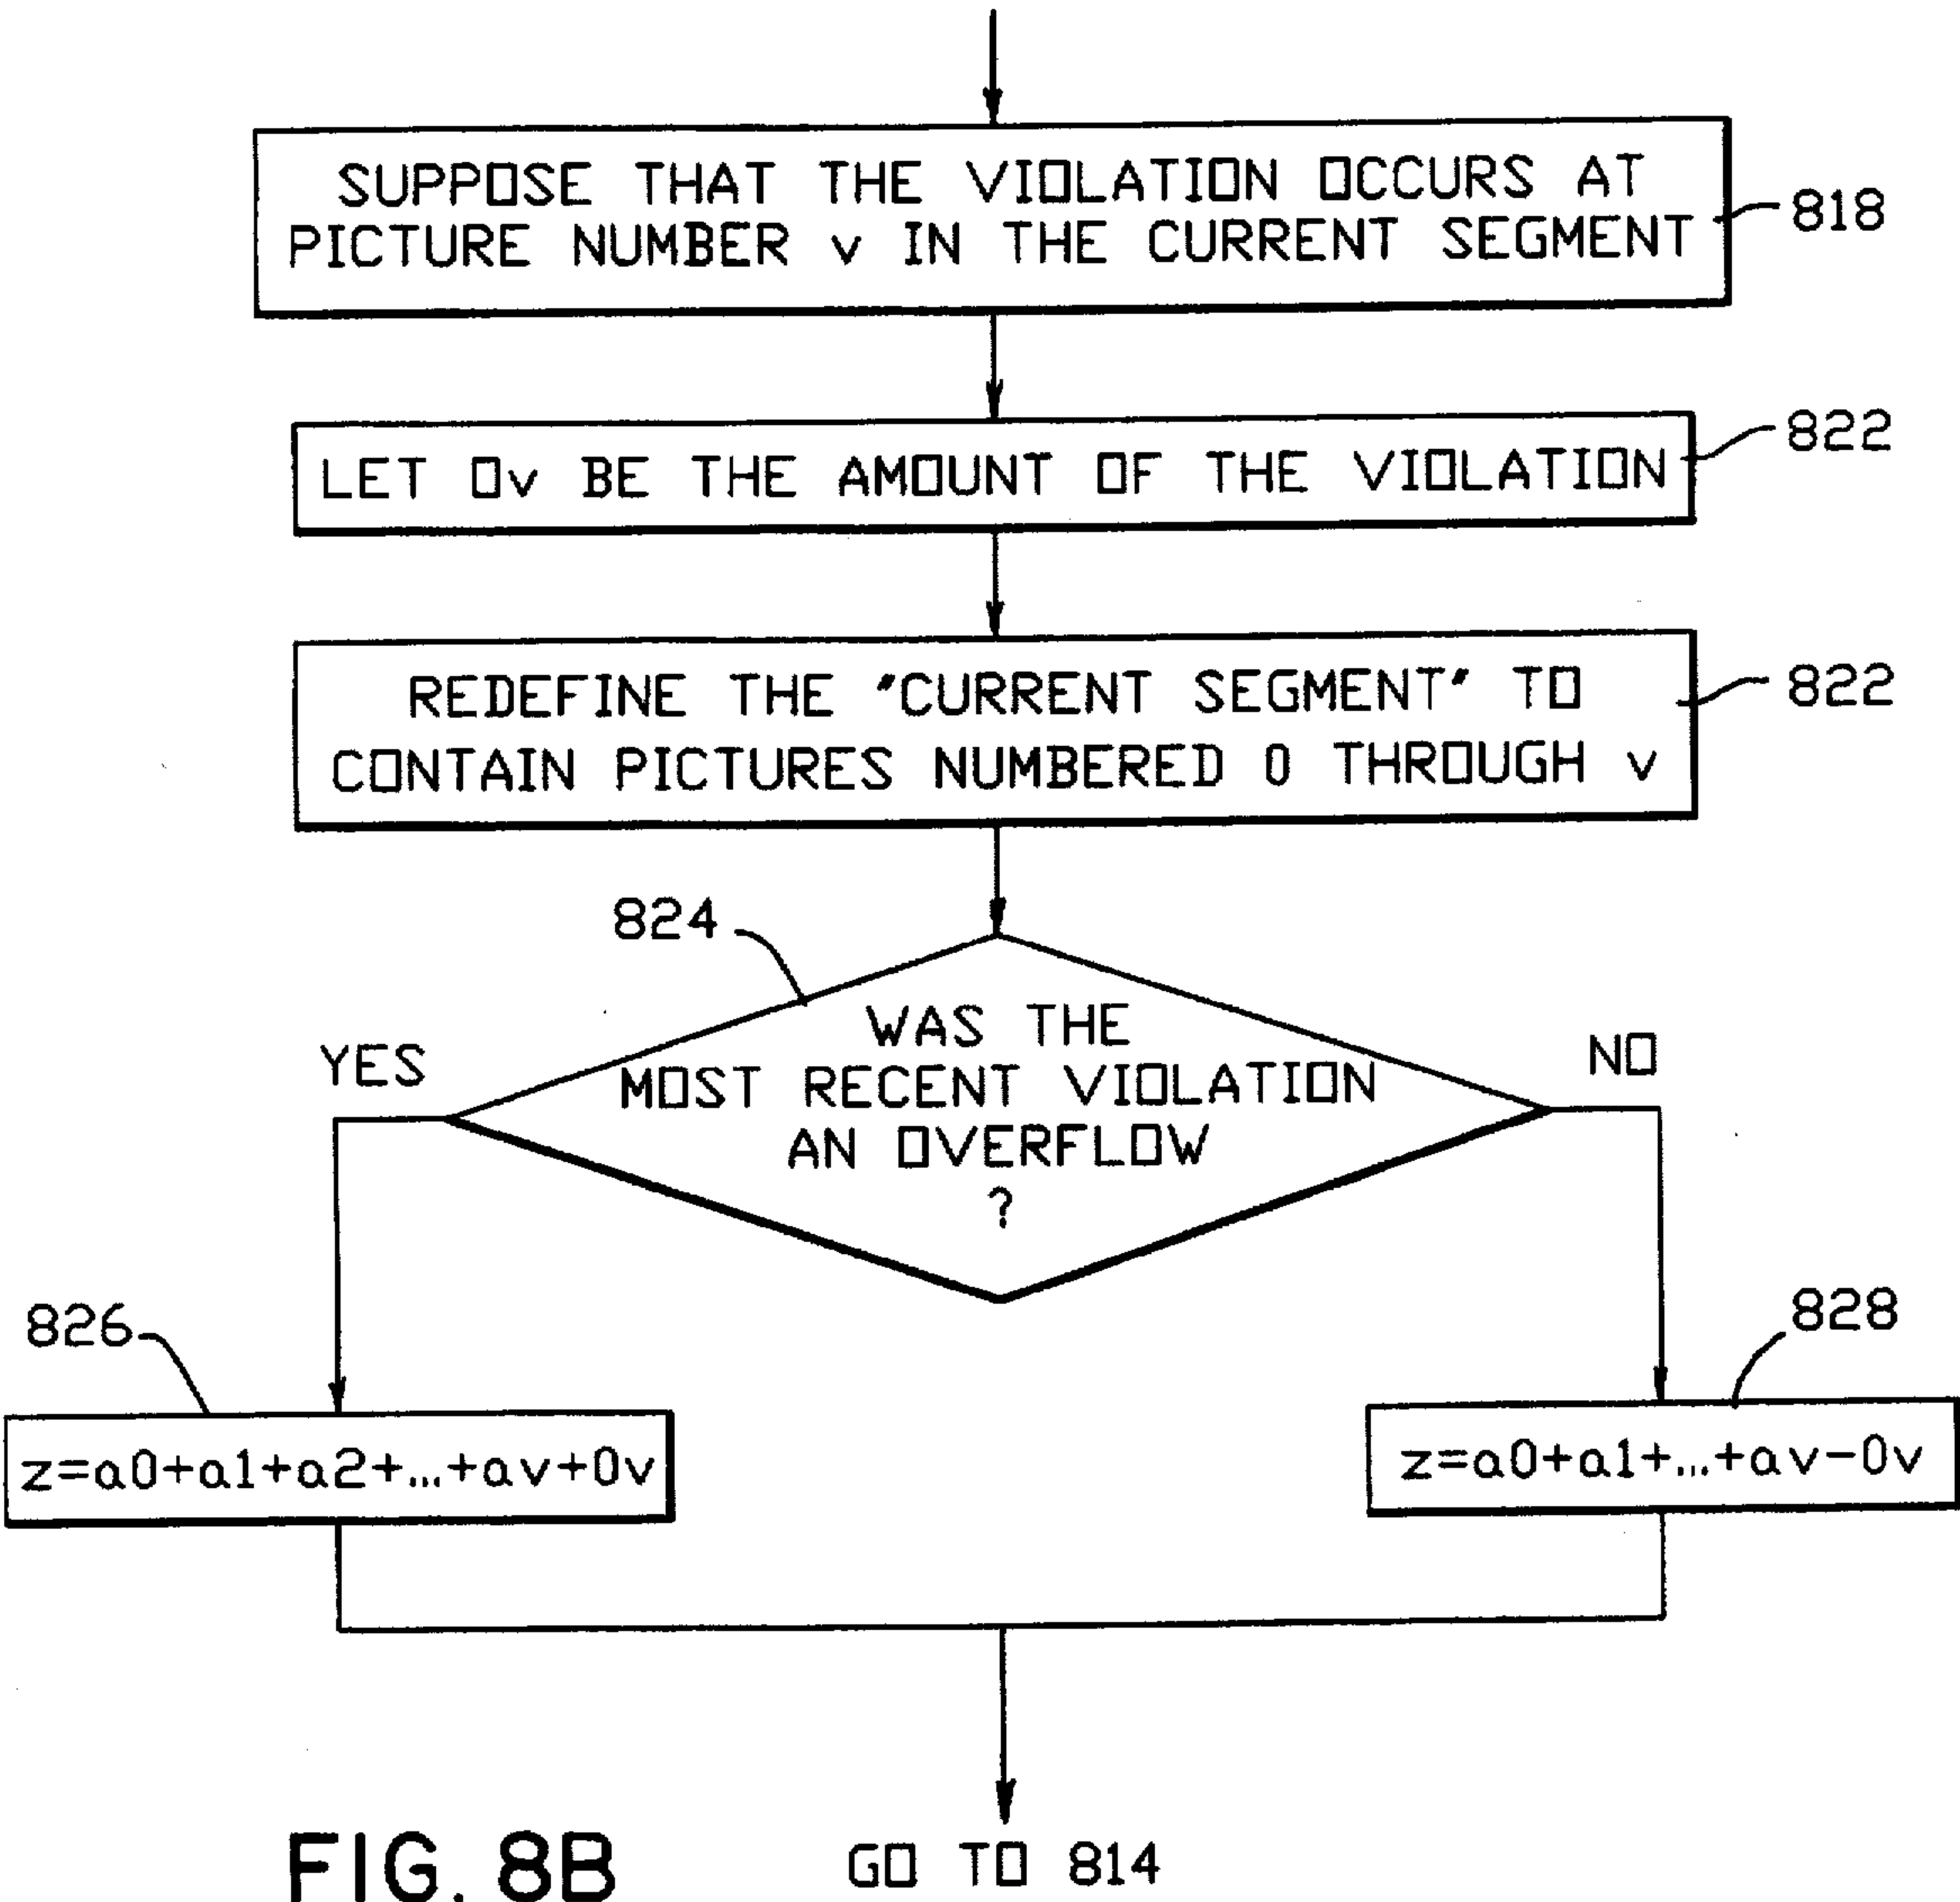 SUPPOSE THAT THE VIOLATION OCCURS AT
PICTURE NUMBER v IN THE CURRENT SEGMENT
818
LET Ov BE THE AMOUNT OF THE VIOLATION
822
REDEFINE THE "CURRENT SEGMENT" TO
CONTAIN PICTURES NUMBERED 0 THROUGH v
822
824
WAS THE
MOST RECENT VIOLATION
AN OVERFLOW
?
YES
NO
826
z=a0+a1+a2+...+av+0v
828
z=a0+a1+...+av-0v
GO TO 814
FIG. 8B